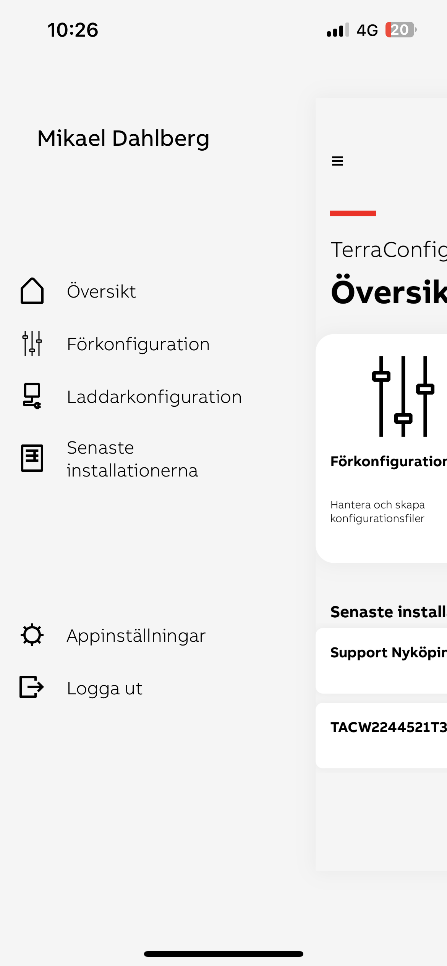 10:26
4G
20
Mikael Dahlberg
Översikt
Förkonfiguration
Laddarkonfiguration
Senaste
installationerna
Appinställningar
Logga ut
TerraConfig
Översik
Förkonfiguration
Hantera och skapa
konfigurationsfiler
Senaste install
Support Nyköpin
TACW2244521T3